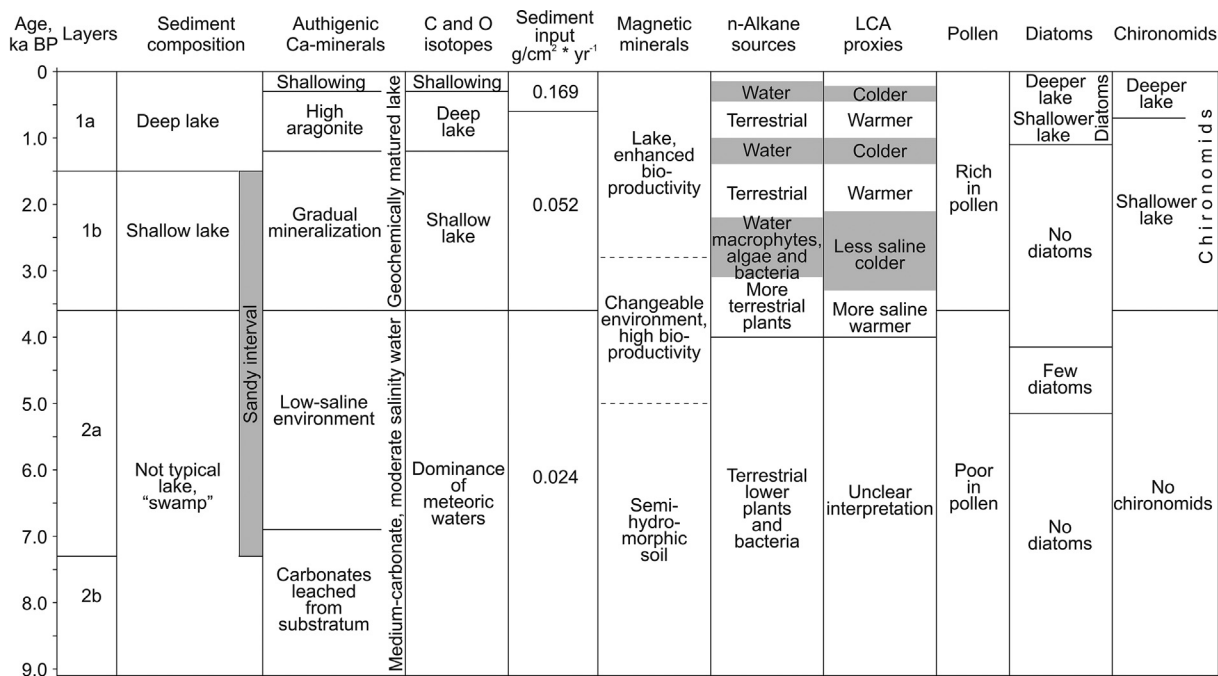 Age,
ka BP
Layers
Sediment
composition
Authigenic
Ca-minerals
C and O
isotopes
Sediment
input
g/cm² * yr⁻¹
Magnetic
minerals
n-Alkane
sources
LCA
proxies
Pollen
Diatoms
Chironomids
0
1.0
2.0
3.0
4.0
5.0
6.0
7.0
8.0
9.0
1a
1b
2a
2b
Deep lake
Shallow lake
Not typical
lake,
“swamp”
Sandy interval
Shallowing
High
aragonite
Gradual
mineralization
Low-saline
environment
Carbonates
leached
from
substratum
Geochemically matured lake
Medium-carbonate, moderate salinity water
Shallowing
Deep
lake
Shallow
lake
Dominance
of
meteoric
waters
0.169
0.052
0.024
Lake,
enhanced
bio-
productivity
Changeable
environment,
high bio-
productivity
Semi-
hydro-
morphic
soil
Water
Terrestrial
Water
Terrestrial
Water
macrophytes,
algae and
bacteria
More
terrestrial
plants
Terrestrial
lower
plants
and
bacteria
Colder
Warmer
Colder
Warmer
Less saline
colder
More saline
warmer
Unclear
interpretation
Rich
in
pollen
Poor
in
pollen
Deeper
lake
Shallower
lake
Diatoms
No
diatoms
Few
diatoms
No
diatoms
Deeper
lake
Shallower
lake
Chironomids
No
chironomids